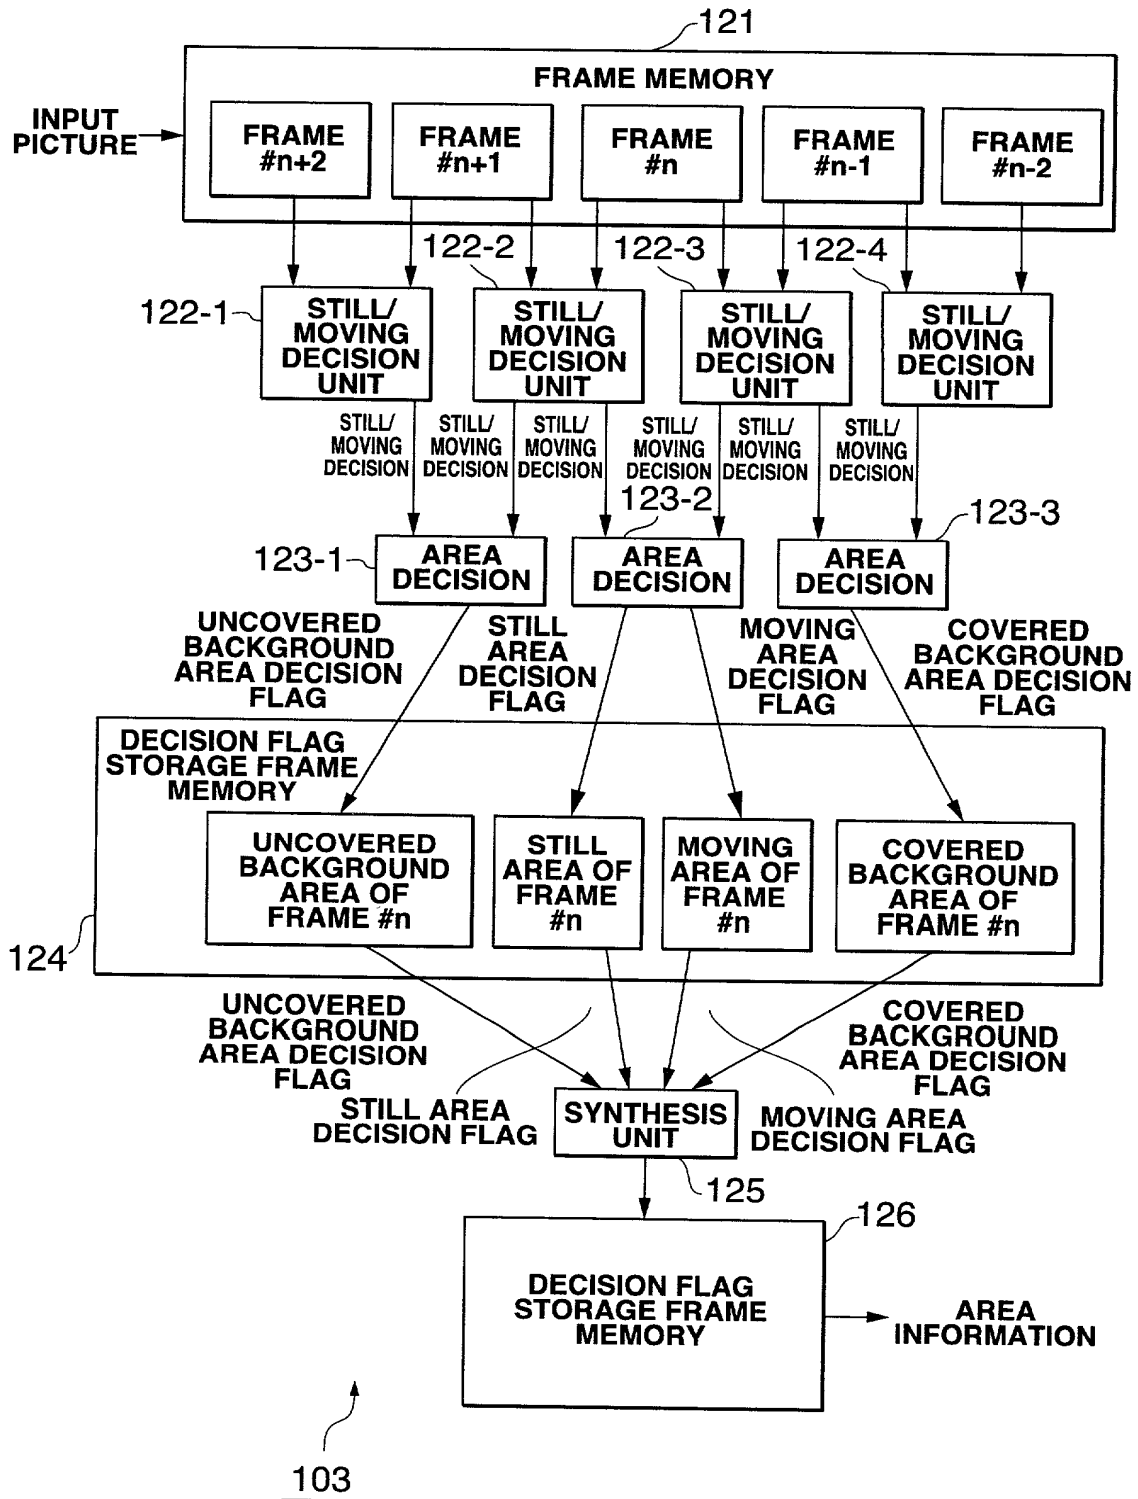 121
FRAME MEMORY
INPUT
PICTURE
FRAME
#n+2
FRAME
#n+1
FRAME
#n
FRAME
#n-1
FRAME
#n-2
122-1
122-2
122-3
122-4
STILL/
MOVING
DECISION
UNIT
STILL/
MOVING
DECISION
UNIT
STILL/
MOVING
DECISION
UNIT
STILL/
MOVING
DECISION
UNIT
STILL/
MOVING
DECISION
STILL/
MOVING
DECISION
STILL/
MOVING
DECISION
STILL/
MOVING
DECISION
STILL/
MOVING
DECISION
STILL/
MOVING
DECISION
123-1
AREA
DECISION
123-2
AREA
DECISION
123-3
AREA
DECISION
UNCOVERED
BACKGROUND
AREA DECISION
FLAG
STILL
AREA
DECISION
FLAG
MOVING
AREA
DECISION
FLAG
COVERED
BACKGROUND
AREA DECISION
FLAG
DECISION FLAG
STORAGE FRAME
MEMORY
UNCOVERED
BACKGROUND
AREA OF
FRAME #n
STILL
AREA OF
FRAME
#n
MOVING
AREA OF
FRAME
#n
COVERED
BACKGROUND
AREA OF
FRAME #n
124
UNCOVERED
BACKGROUND
AREA DECISION
FLAG
STILL AREA
DECISION FLAG
COVERED
BACKGROUND
AREA DECISION
FLAG
MOVING AREA
DECISION FLAG
SYNTHESIS
UNIT
125
126
DECISION FLAG
STORAGE FRAME
MEMORY
AREA
INFORMATION
103